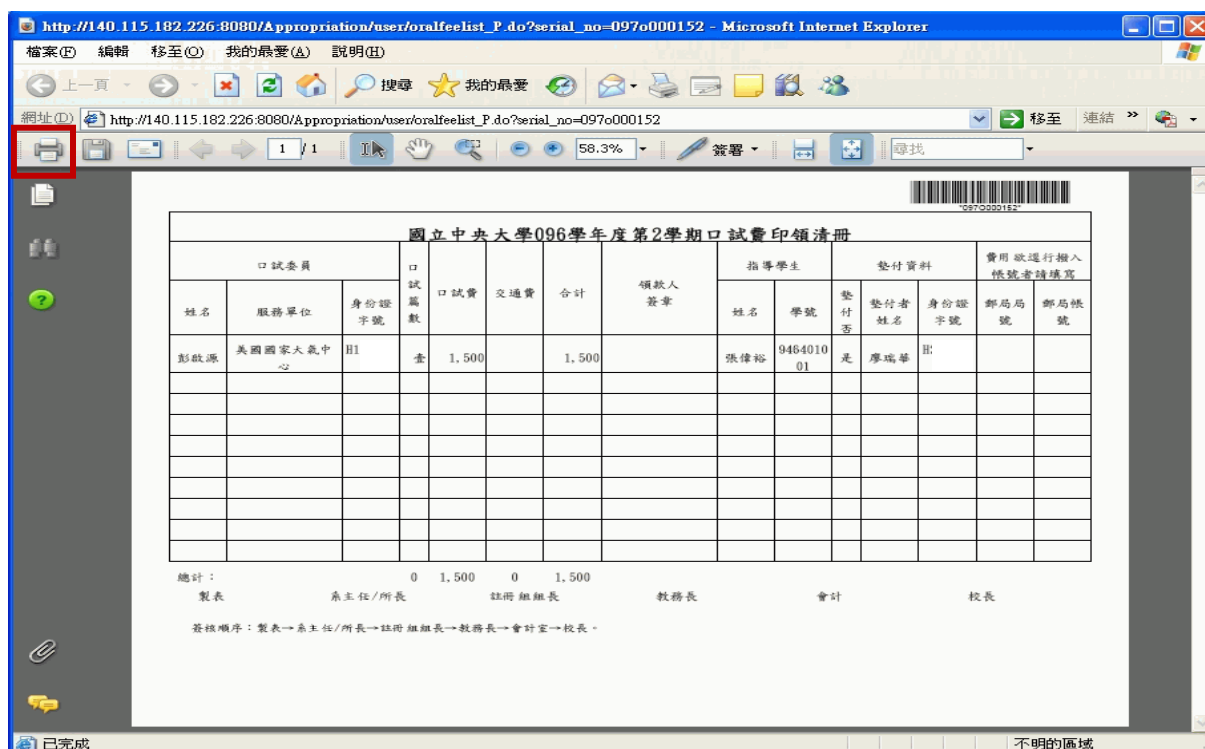 http://140.115.182.226:8080/Appropriation/user/oralfeelist_P.do?serial_no=097o000152 - Microsoft Internet Explorer
檔案(F) 編輯 移至(O) 我的最愛(A) 說明(H)
上一頁 搜尋 我的最愛
網址(D) http://140.115.182.226:8080/Appropriation/user/oralfeelist_P.do?serial_no=097o000152 移至 連結 »
1 / 1 58.3% 簽署 尋找
*097O000152*
國立中央大學096學年度第2學期口試費印領清冊
口試委員 口試篇數 口試費 交通費 合計 領款人簽章 指導學生 墊付資料 費用欲逕行撥入帳號者請填寫
姓名 服務單位 身份證字號 姓名 學號 墊付否 墊付者姓名 身份證字號 郵局局號 郵局帳號
彭啟源 美國國家大氣中心 H1 壹 1,500 1,500 張偉裕 946401001 是 廖瑞華 H
總計： 0 1,500 0 1,500
製表 系主任/所長 註冊組組長 教務長 會計 校長
簽核順序：製表→系主任/所長→註冊組組長→教務長→會計室→校長。
已完成 不明的區域